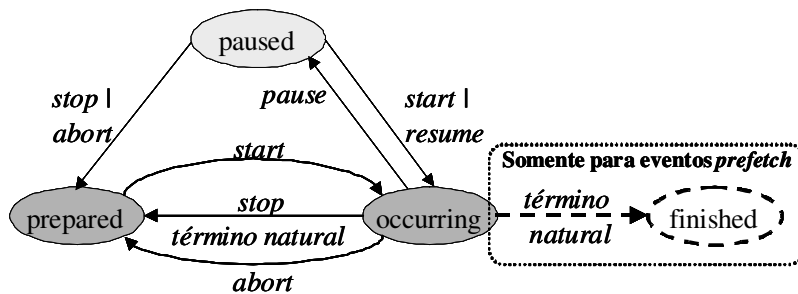 paused
stop |
abort
pause
start |
resume
start
Somente para eventos prefetch
prepared
stop
término natural
abort
occurring
término
natural
finished